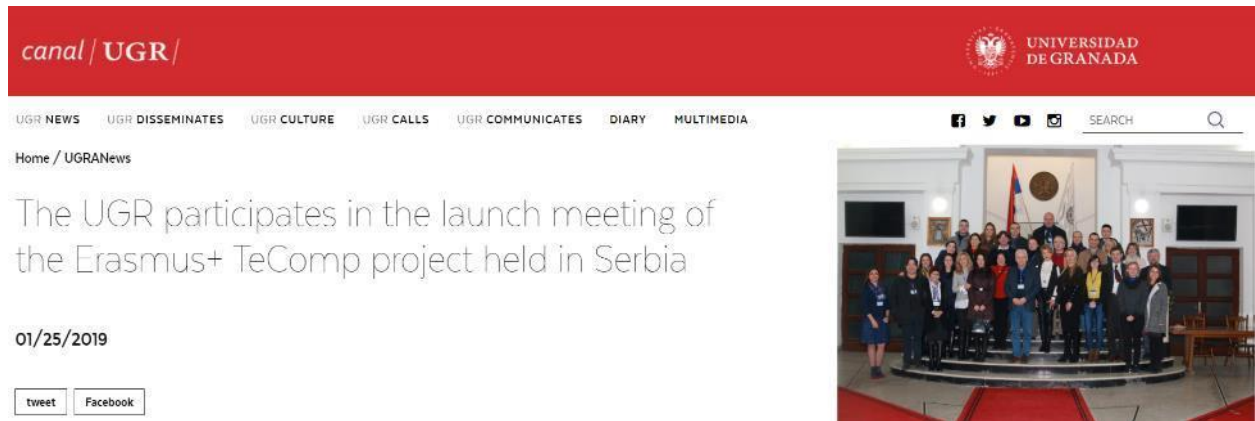 canal / UGR /
UNIVERSIDAD
DE GRANADA
UGR NEWS UGR DISSEMINATES UGR CULTURE UGR CALLS UGR COMMUNICATES DIARY MULTIMEDIA
SEARCH
Home / UGRANews
The UGR participates in the launch meeting of
the Erasmus+ TeComp project held in Serbia
01/25/2019
tweet Facebook